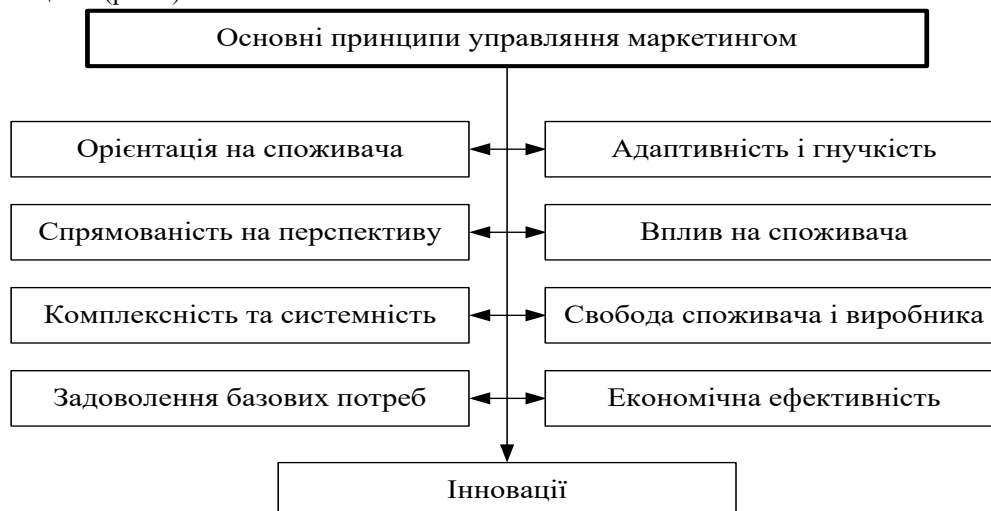 Основні принципи управляння маркетингом
Орієнтація на споживача
Адаптивність і гнучкість
Спрямованість на перспективу
Вплив на споживача
Комплексність та системність
Свобода споживача і виробника
Задоволення базових потреб
Економічна ефективність
Інновації